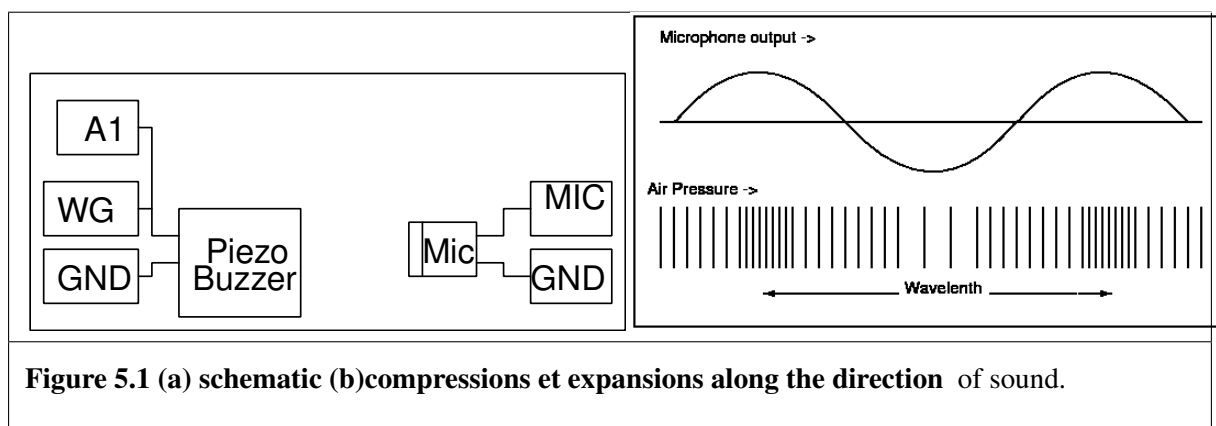 A1
WG
GND
Piezo
Buzzer
Mic
MIC
GND
Microphone output ->
Air Pressure ->
Wavelenth
Figure 5.1 (a) schematic (b)compressions et expansions along the direction of sound.